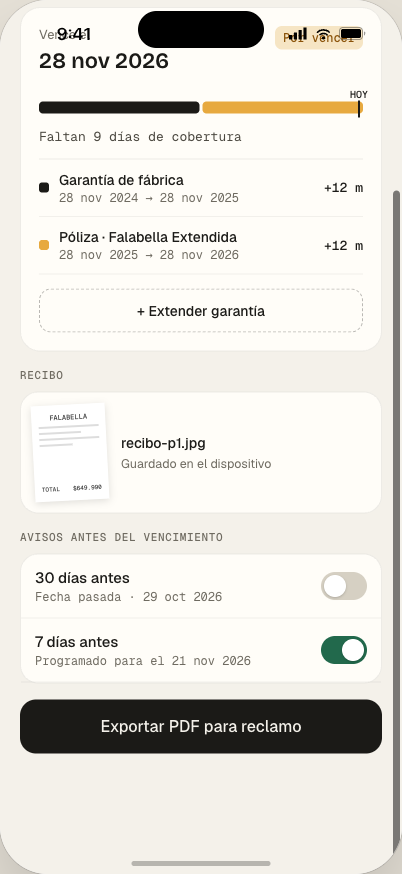 9:41
Vence
Por vencer
28 nov 2026
HOY
Faltan 9 días de cobertura
Garantía de fábrica
28 nov 2024 → 28 nov 2025
+12 m
Póliza · Falabella Extendida
28 nov 2025 → 28 nov 2026
+12 m
+ Extender garantía
RECIBO
FALABELLA
TOTAL $649.990
recibo-p1.jpg
Guardado en el dispositivo
AVISOS ANTES DEL VENCIMIENTO
30 días antes
Fecha pasada · 29 oct 2026
7 días antes
Programado para el 21 nov 2026
Exportar PDF para reclamo